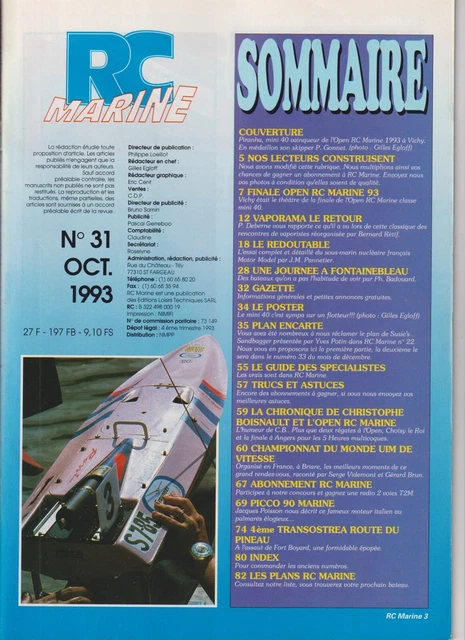 RC
MARINE
La rédaction étudie toute
proposition d'article. Les articles
publiés n'engagent que la
responsabilité de leurs auteurs.
Sauf accord
préalable contraire, les
manuscrits non publiés ne sont pas
restitués. La reproduction et les
traductions, même partielles, des
articles sont soumises à un accord
préalable écrit de la revue.
N° 31
OCT.
1993
27 F - 197 FB - 9,10 FS
Directeur de publication :
Philippe Loeillot
Rédacteur en chef :
Gilles Egloff
Rédacteur graphique :
Eric Cent
Ventes :
C.D.P.
Directeur de publicité :
Bruno Samin
Publicité :
Pascal Geneboo
Comptabilité :
Claudine
Secrétariat :
Roselyne
Administration, rédaction, publicité :
Rue du Château - Tilly
77310 ST FARGEAU
Téléphone : (1) 60 65 80 20
Fax : (1) 60 65 35 94
RC Marine est une publication
des Editions Loisirs Techniques SARL
RC : B 322 498 000 19
Impression : NIMIFI
N° de commission paritaire : 73 149
Dépôt légal : 4 ème trimestre 1993
Distribution : NMPP
SOMMAIRE
COUVERTURE
Piranha, mini 40 vainqueur de l'Open RC Marine 1993 à Vichy.
En médaillon son skipper P. Gomost. (photo : Gilles Egloff)
5 NOS LECTEURS CONSTRUISENT
Nous avons modifié cette rubrique. Nous multiplions ainsi vos
chances de gagner un abonnement à RC Marine. Envoyez nous
vos photos à condition qu'elles soient de qualité.
7 FINALE OPEN RC MARINE 93
Vichy était le théâtre de la finale de l'Open RC Marine classe
mini 40.
12 VAPORAMA LE RETOUR
P. Deberne vous rapporte ce qu'il a vu lors de cette classique des
rencontres de vaporistes réorganisée par Bernard Rétif.
18 LE REDOUTABLE
L'essai complet et détaillé du sous-marin nucléaire français
Motor Model par J.M. Pannetier.
28 UNE JOURNEE A FONTAINEBLEAU
Des bateaux qu'on a pas l'habitude de voir par Ph. Badouard.
32 GAZETTE
Informations générales et petites annonces gratuites.
34 LE POSTER
Le mini 40 c'est sympa sur un flotteur!!! (photo : Gilles Egloff)
35 PLAN ENCARTE
Vous avez été nombreux à nous réclamer le plan de Susie's
Sandbagger présentée par Yves Patin dans RC Marine n° 22.
Nous vous en proposons ici la première partie, la deuxième le
sera dans le numéro 33 du mois de décembre.
55 LE GUIDE DES SPECIALISTES
Les vrais sont dans RC Marine.
57 TRUCS ET ASTUCES
Encore des abonnements à gagner, si vous nous envoyez vos
meilleures astuces.
59 LA CHRONIQUE DE CHRISTOPHE
BOISNAULT ET L'OPEN RC MARINE
L'humeur de C.B.. Plus que deux régates à l'Open, Choisy le Roi
et la finale à Angers pour les 5 Heures multicoques.
60 CHAMPIONNAT DU MONDE UIM DE
VITESSE
Organisé en France, à Briare, les meilleurs moments de ce
grand rendez-vous, raconté par Serge Videmont et Gérard Brun.
67 ABONNEMENT RC MARINE
Participez à notre concours et gagnez une radio 2 voies T2M.
69 PICCO 90 MARINE
Jacques Poisson nous décrit ce fameux moteur italien au
palmarès élogieux...
74 4ème TRANSOSTREA ROUTE DU
PINEAU
A l'assaut de Fort Boyard, une formidable épopée.
80 INDEX
Pour commander les anciens numéros.
82 LES PLANS RC MARINE
Consultez notre liste, vous trouverez votre prochain bateau.
RC Marine 3